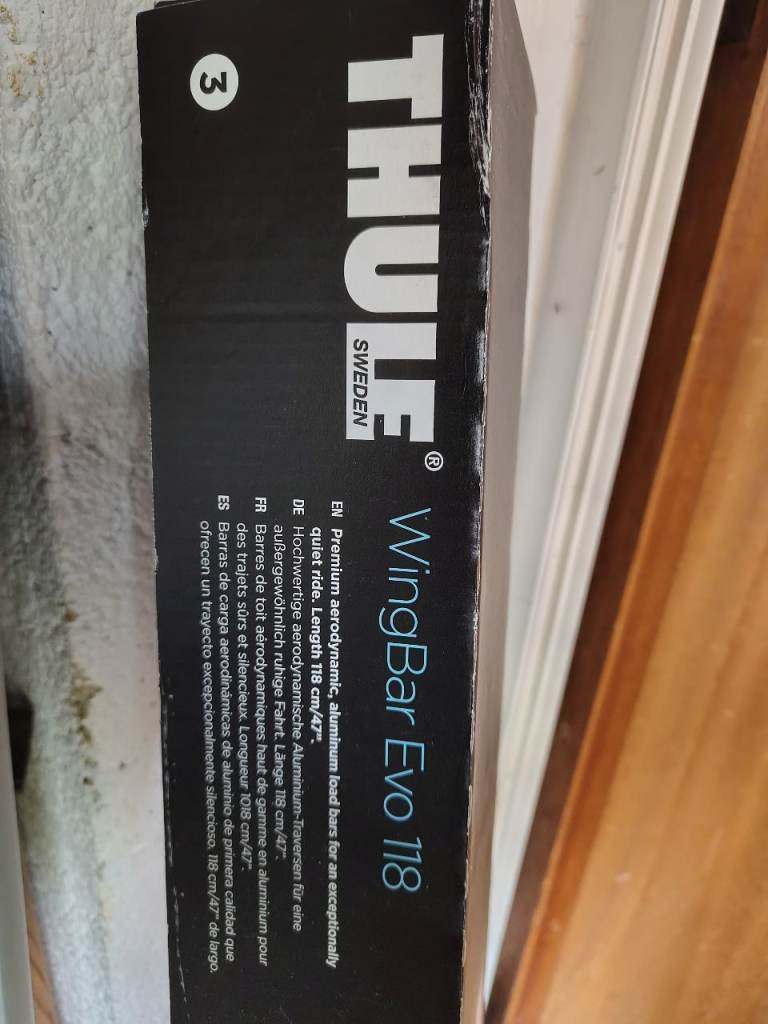 THULE®
SWEDEN
3
WingBar Evo 118
EN Premium aerodynamic, aluminum load bars for an exceptionally
quiet ride. Length 118 cm/47".
DE Hochwertige aerodynamische Aluminium-Traversen für eine
außergewöhnlich ruhige Fahrt. Länge 118 cm/47".
FR Barres de toit aérodynamiques haut de gamme en aluminium pour
des trajets sûrs et silencieux. Longueur 1018 cm/47".
ES Barras de carga aerodinámicas de aluminio de primera calidad que
ofrecen un trayecto excepcionalmente silencioso. 118 cm/47" de largo.